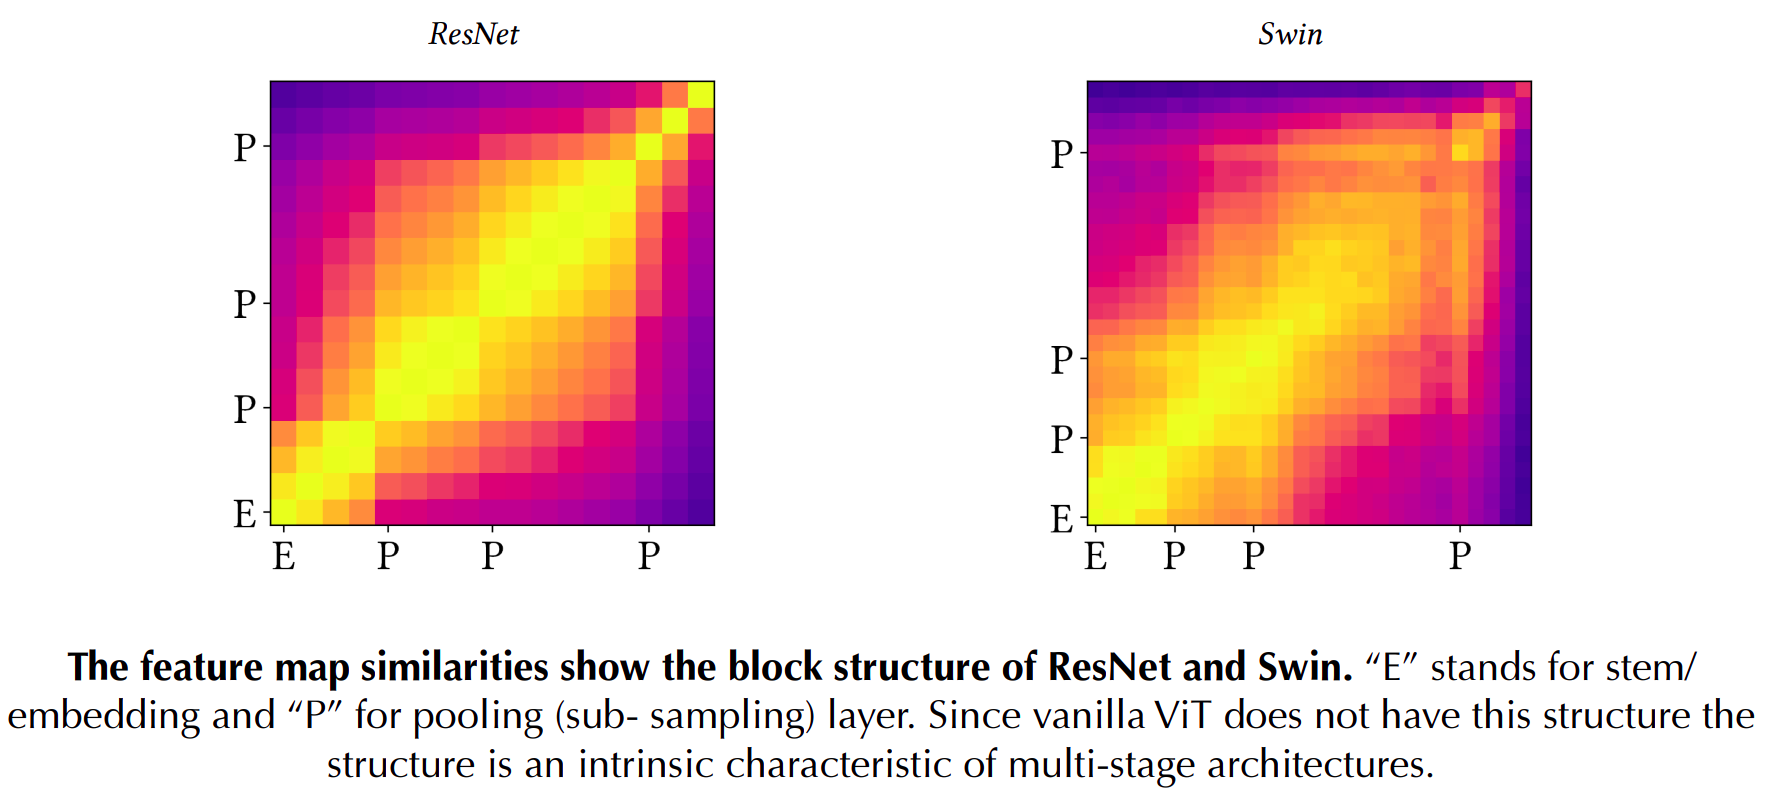 ResNet
Swin
P
P
P
E
E
P
P
P
P
P
P
E
E
P
P
P
The feature map similarities show the block structure of ResNet and Swin. “E” stands for stem/
embedding and “P” for pooling (sub- sampling) layer. Since vanilla ViT does not have this structure the
structure is an intrinsic characteristic of multi-stage architectures.